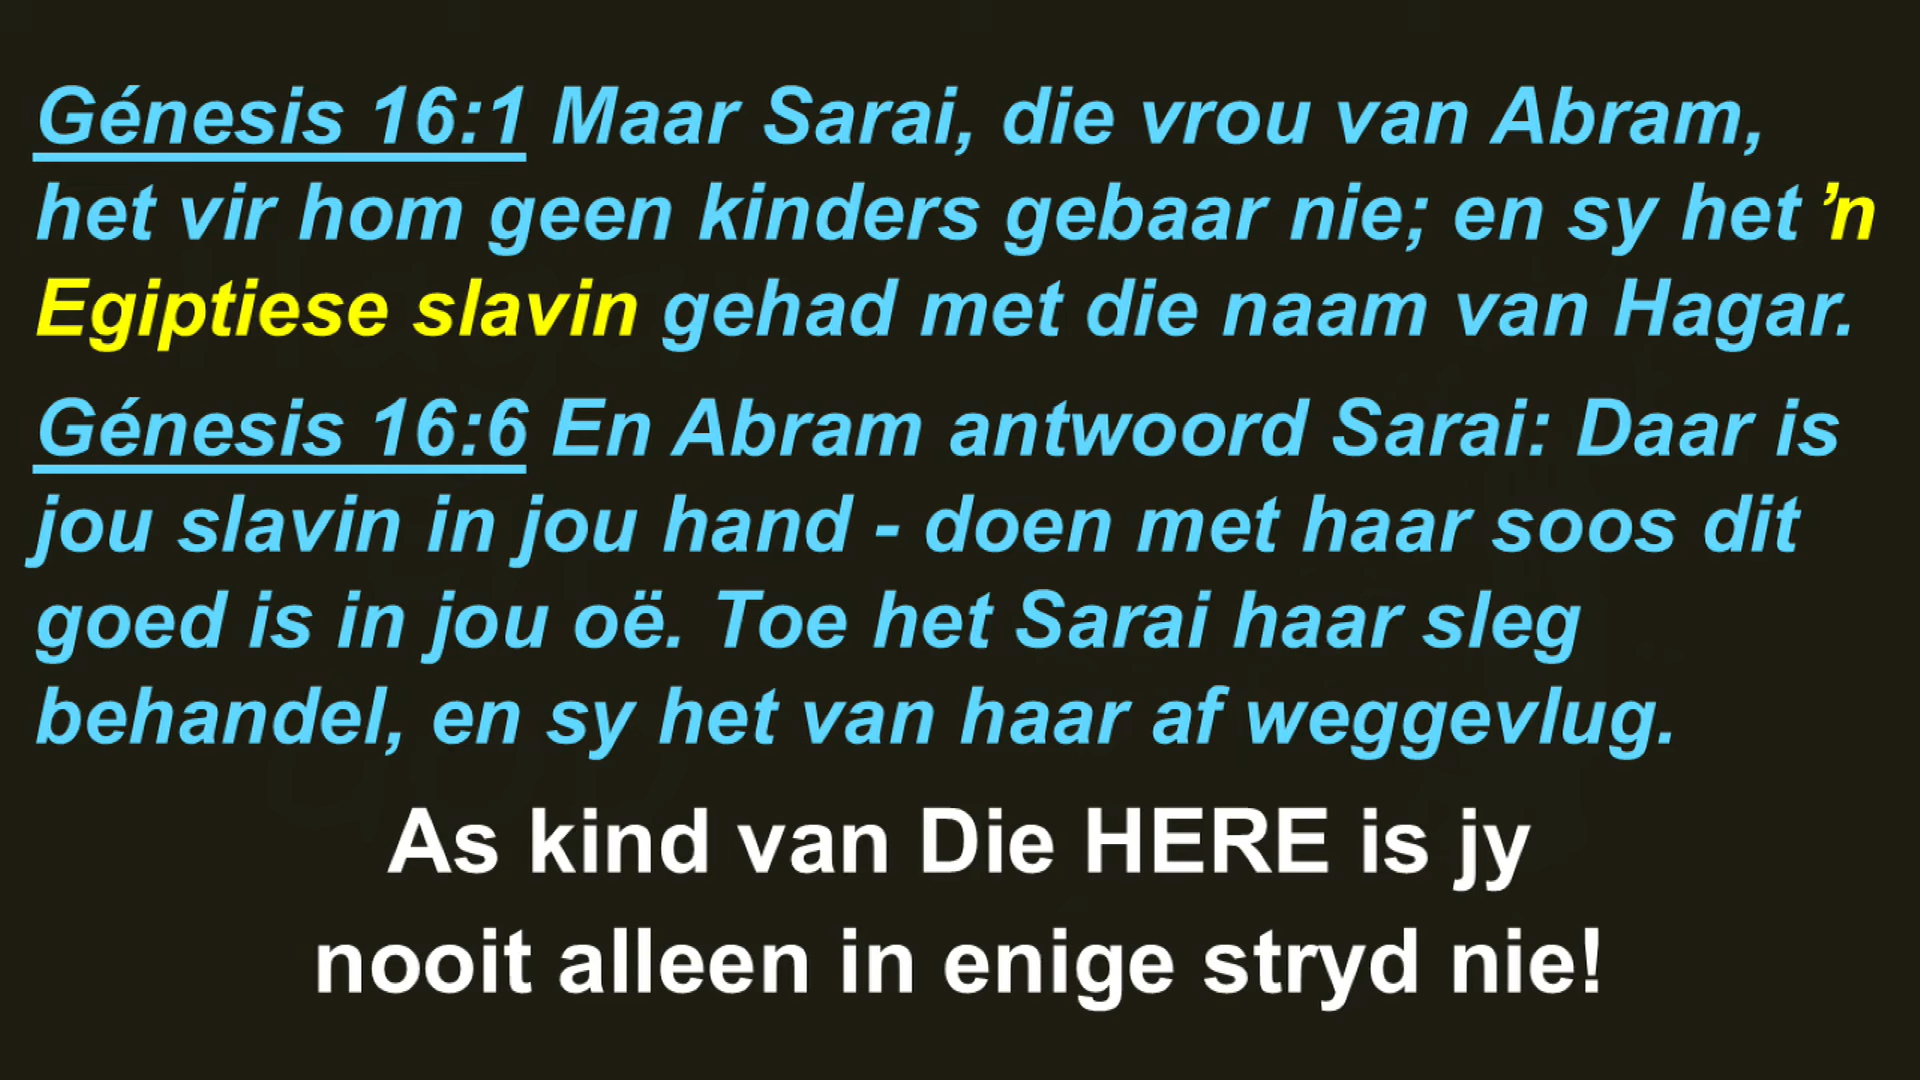 Génesis 16:1 Maar Sarai, die vrou van Abram,
het vir hom geen kinders gebaar nie; en sy het ’n
Egiptiese slavin gehad met die naam van Hagar.
Génesis 16:6 En Abram antwoord Sarai: Daar is
jou slavin in jou hand - doen met haar soos dit
goed is in jou oë. Toe het Sarai haar sleg
behandel, en sy het van haar af weggevlug.
As kind van Die HERE is jy
nooit alleen in enige stryd nie!